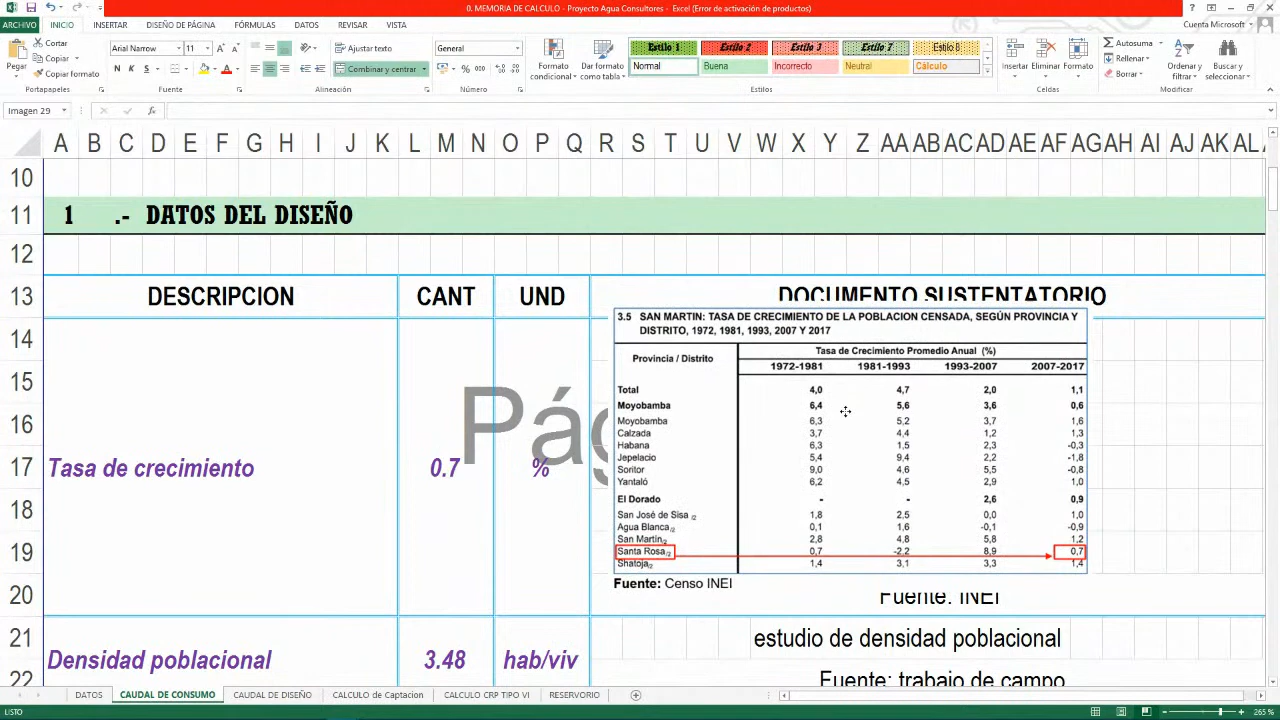 0. MEMORIA DE CALCULO - Proyecto Agua Consultores - Excel (Error de activación de productos)
ARCHIVO INICIO INSERTAR DISEÑO DE PÁGINA FÓRMULAS DATOS REVISAR VISTA Cuenta Microsoft
Pegar
Cortar
Copiar
Copiar formato
Portapapeles
Arial Narrow 11
N K S
Fuente
Ajustar texto
Combinar y centrar
Alineación
General
% 000
Número
Formato condicional
Dar formato como tabla
Estilo 1 Estilo 2 Estilo 3 Estilo 7 Estilo 8
Normal Buena Incorrecto Neutral Cálculo
Estilos
Insertar Eliminar Formato
Celdas
Autosuma
Rellenar
Borrar
Ordenar y filtrar
Buscar y seleccionar
Modificar
Imagen 29 fx
A B C D E F G H I J K L M N O P Q R S T U V W X Y Z AA AB AC AD AE AF AG AH AI AJ AK AL
10
11 1 .- DATOS DEL DISEÑO
12
13 DESCRIPCION CANT UND DOCUMENTO SUSTENTATORIO
14
15
16
17 Tasa de crecimiento 0.7 %
18
19
20
Pág
3.5 SAN MARTIN: TASA DE CRECIMIENTO DE LA POBLACION CENSADA, SEGÚN PROVINCIA Y
DISTRITO, 1972, 1981, 1993, 2007 Y 2017
Provincia / Distrito Tasa de Crecimiento Promedio Anual (%)
1972-1981 1981-1993 1993-2007 2007-2017
Total 4,0 4,7 2,0 1,1
Moyobamba 6,4 5,6 3,6 0,6
Moyobamba 6,3 5,2 3,7 1,6
Calzada 3,7 4,4 1,2 1,3
Habana 6,3 1,5 2,3 -0,3
Jepelacio 5,4 9,4 2,2 -1,8
Soritor 9,0 4,6 5,5 -0,8
Yantaló 6,2 4,5 2,9 1,0
El Dorado - - 2,6 0,9
San José de Sisa /2 1,8 2,5 0,0 1,0
Agua Blanca/2 0,1 1,6 -0,1 -0,9
San Martin/2 2,8 4,8 5,8 1,2
Santa Rosa/2 0,7 -2,2 8,9 0,7
Shatoja/2 1,4 3,1 3,3 1,4
Fuente: Censo INEI
Fuente: INEI
21 estudio de densidad poblacional
Densidad poblacional 3.48 hab/viv
22 Fuente: trabajo de campo
DATOS CAUDAL DE CONSUMO CAUDAL DE DISEÑO CALCULO de Captacion CALCULO CRP TIPO VI RESERVORIO
LISTO 265 %